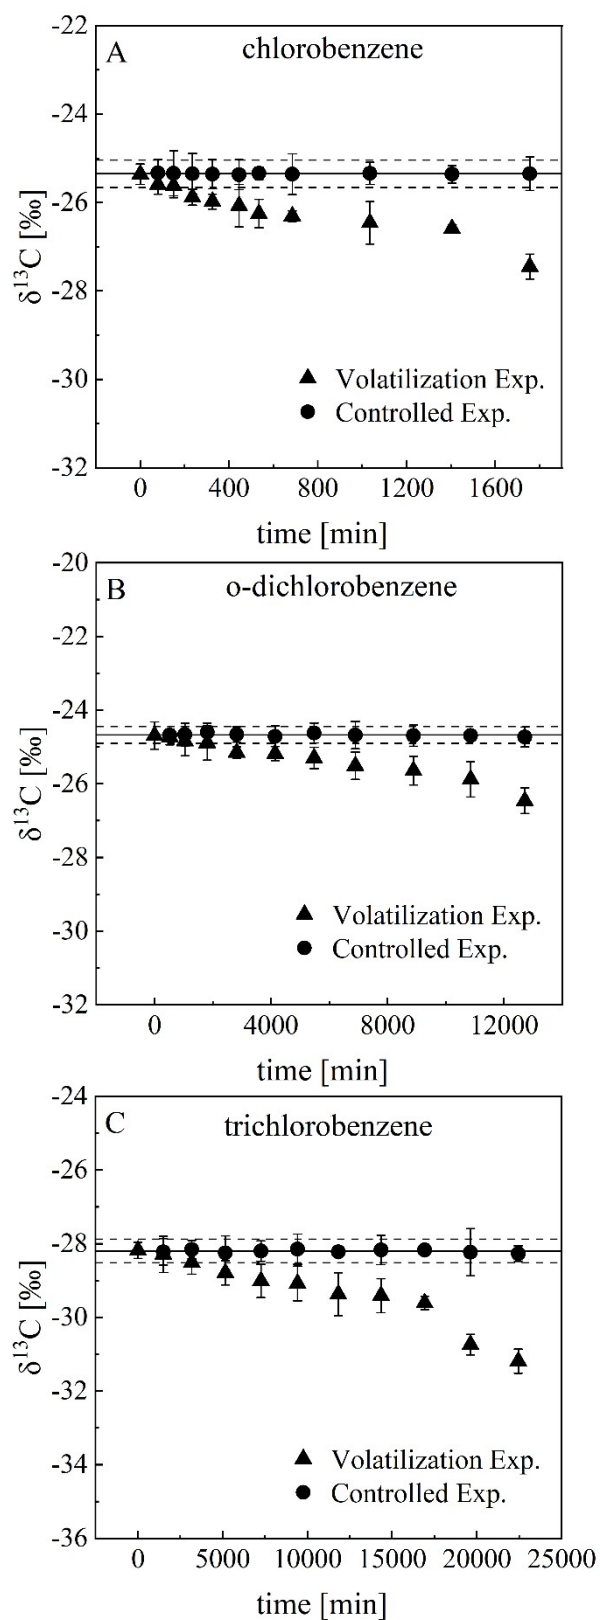 A
chlorobenzene
-22
-24
-26
-28
-30
-32
δ¹³C [‰]
Volatilization Exp.
Controlled Exp.
0 400 800 1200 1600
time [min]
B
o-dichlorobenzene
-20
-22
-24
-26
-28
-30
-32
δ¹³C [‰]
Volatilization Exp.
Controlled Exp.
0 4000 8000 12000
time [min]
C
trichlorobenzene
-24
-26
-28
-30
-32
-34
-36
δ¹³C [‰]
Volatilization Exp.
Controlled Exp.
0 5000 10000 15000 20000 25000
time [min]